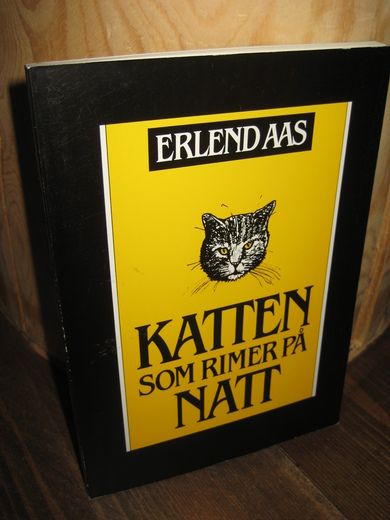 ERLEND AAS
KATTEN
SOM RIMER PÅ
NATT